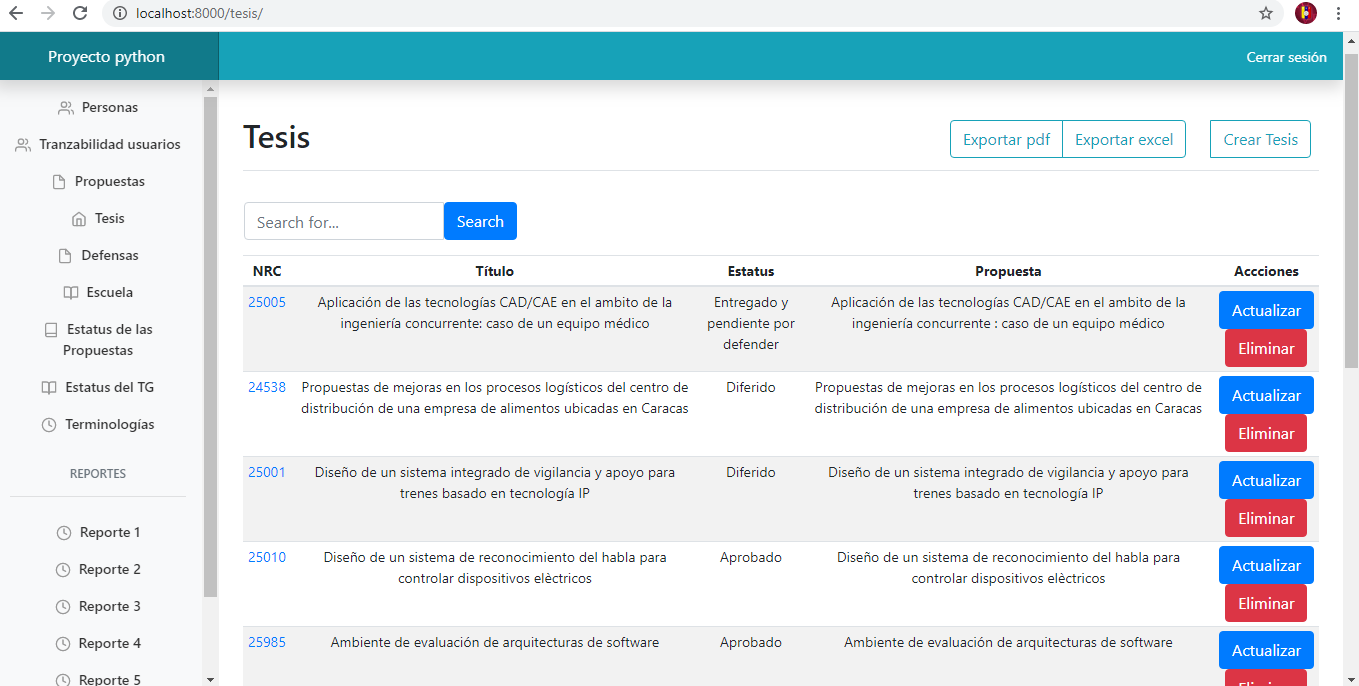 localhost:8000/tesis/
Proyecto python
Cerrar sesión
Personas
Tranzabilidad usuarios
Propuestas
Tesis
Defensas
Escuela
Estatus de las
Propuestas
Estatus del TG
Terminologías
REPORTES
Reporte 1
Reporte 2
Reporte 3
Reporte 4
Reporte 5
Tesis
Exportar pdf Exportar excel Crear Tesis
Search for... Search
NRC Título Estatus Propuesta Accciones
25005 Aplicación de las tecnologías CAD/CAE en el ambito de la Entregado y Aplicación de las tecnologías CAD/CAE en el ambito de la Actualizar
ingeniería concurrente: caso de un equipo médico pendiente por ingeniería concurrente : caso de un equipo médico
defender Eliminar
24538 Propuestas de mejoras en los procesos logísticos del centro de Diferido Propuestas de mejoras en los procesos logísticos del centro de Actualizar
distribución de una empresa de alimentos ubicadas en Caracas distribución de una empresa de alimentos ubicadas en Caracas
Eliminar
25001 Diseño de un sistema integrado de vigilancia y apoyo para Diferido Diseño de un sistema integrado de vigilancia y apoyo para Actualizar
trenes basado en tecnología IP trenes basado en tecnología IP
Eliminar
25010 Diseño de un sistema de reconocimiento del habla para Aprobado Diseño de un sistema de reconocimiento del habla para Actualizar
controlar dispositivos elèctricos controlar dispositivos elèctricos
Eliminar
25985 Ambiente de evaluación de arquitecturas de software Aprobado Ambiente de evaluación de arquitecturas de software Actualizar
Eliminar